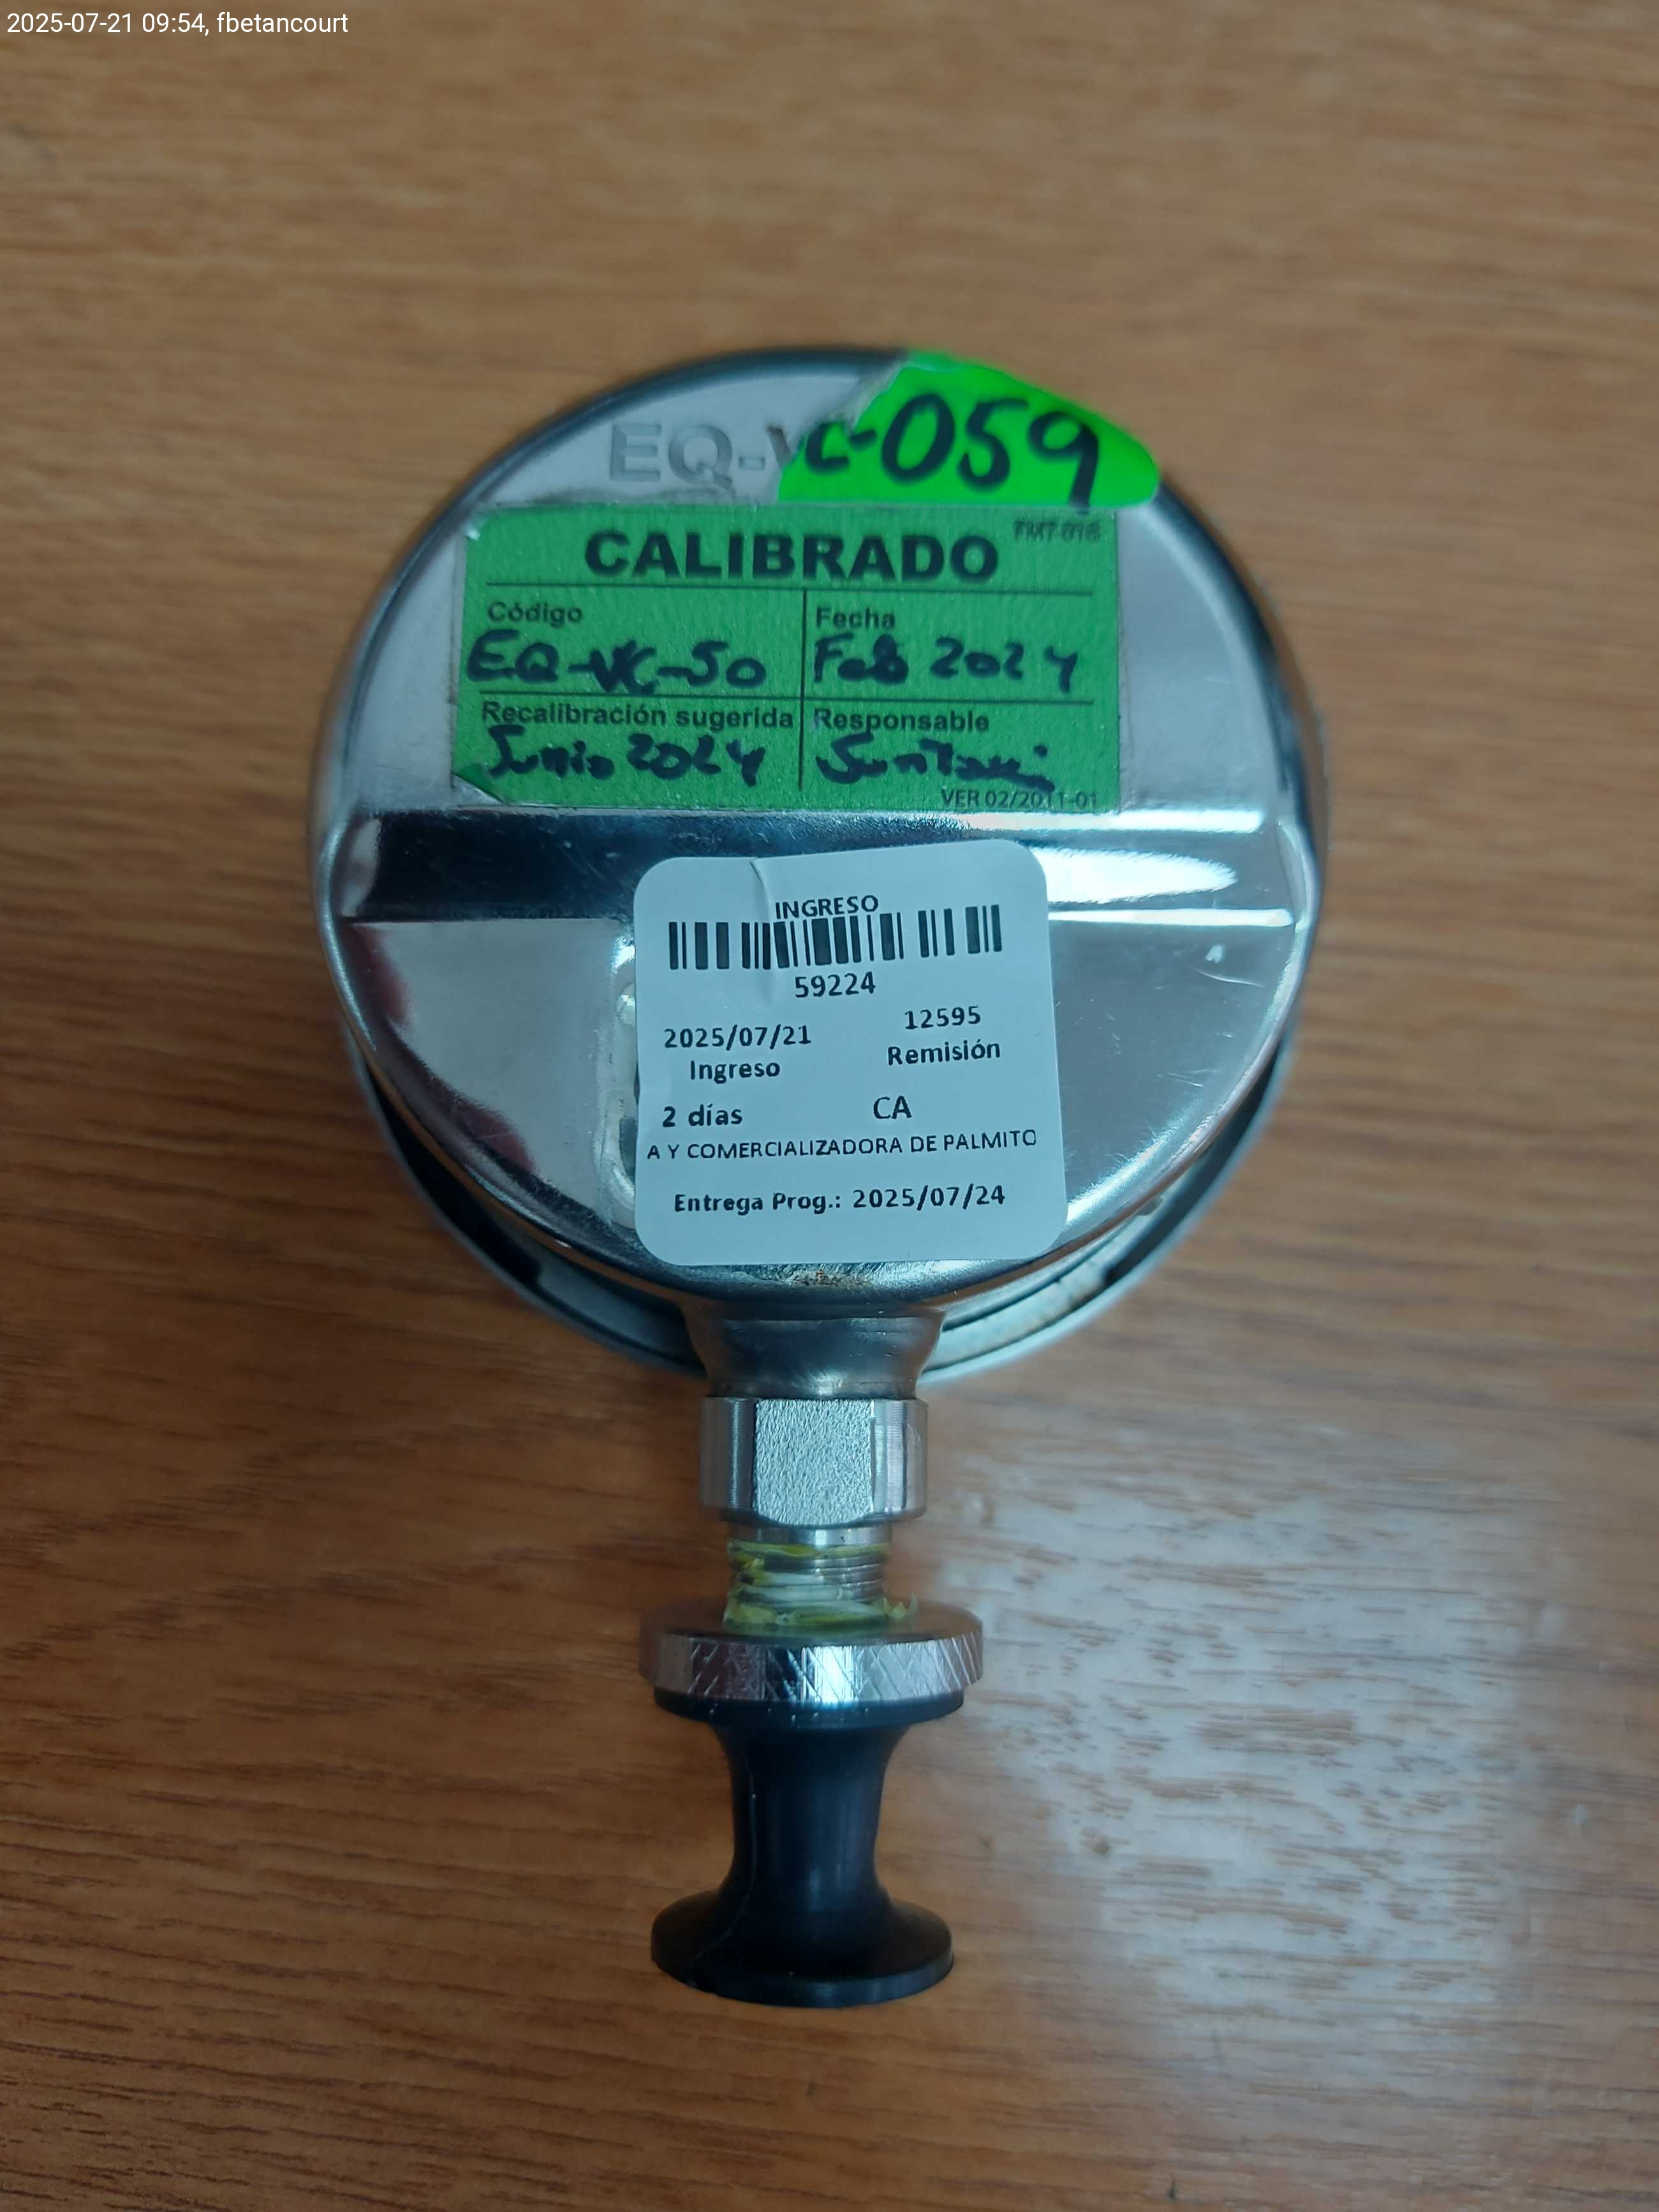 2025-07-21 09:54, fbetancourt
EQ-VC-059
CALIBRADO
FMT-018
Código
Fecha
EQ-VC-50
Feb 2024
Recalibración sugerida
Responsable
Junio 2024
VER 02/2011-01
INGRESO
59224
2025/07/21
12595
Ingreso
Remisión
2 días
CA
A Y COMERCIALIZADORA DE PALMITO
Entrega Prog.: 2025/07/24